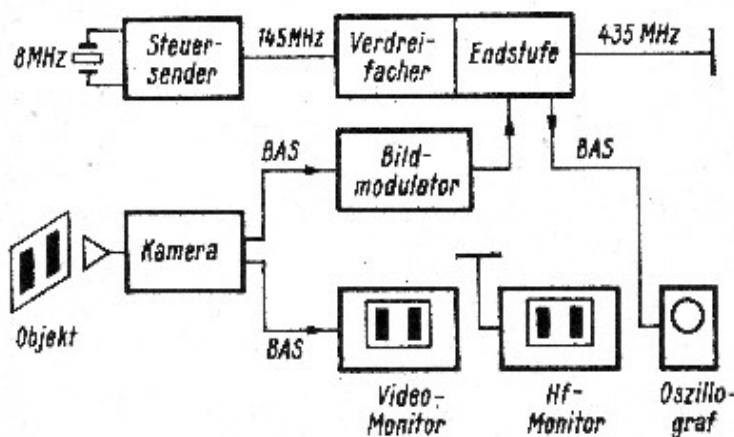 8MHz
Steuer-
sender
145MHz
Verdrei-
facher
Endstufe
435 MHz
BAS
Bild-
modulator
BAS
Kamera
Objekt
BAS
Video-
Monitor
Hf-
Monitor
Oszillo-
graf